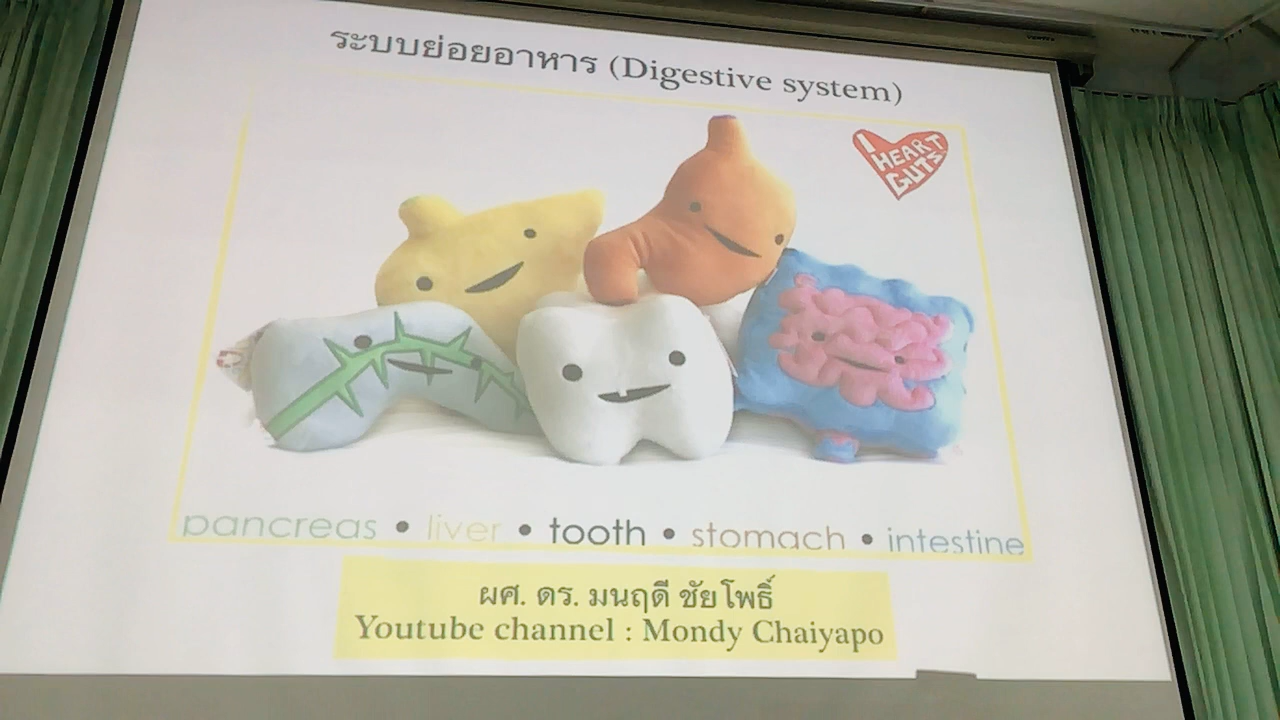 ระบบย่อยอาหาร (Digestive system)
I
HEART
GUTS
pancreas • liver • tooth • stomach • intestine
ผศ. ดร. มนฤดี ชัยโพธิ์
Youtube channel : Mondy Chaiyapo